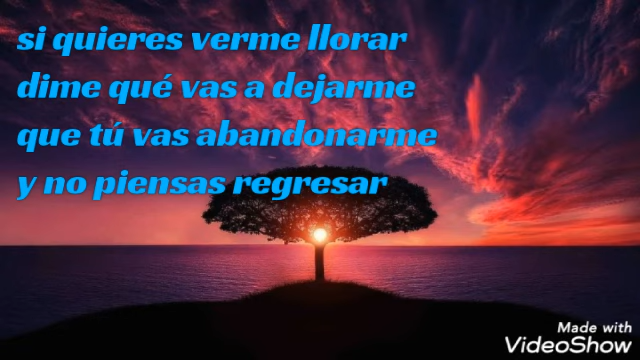 si quieres verme llorar
dime qué vas a dejarme
que tú vas abandonarme
y no piensas regresar
Made with
VideoShow